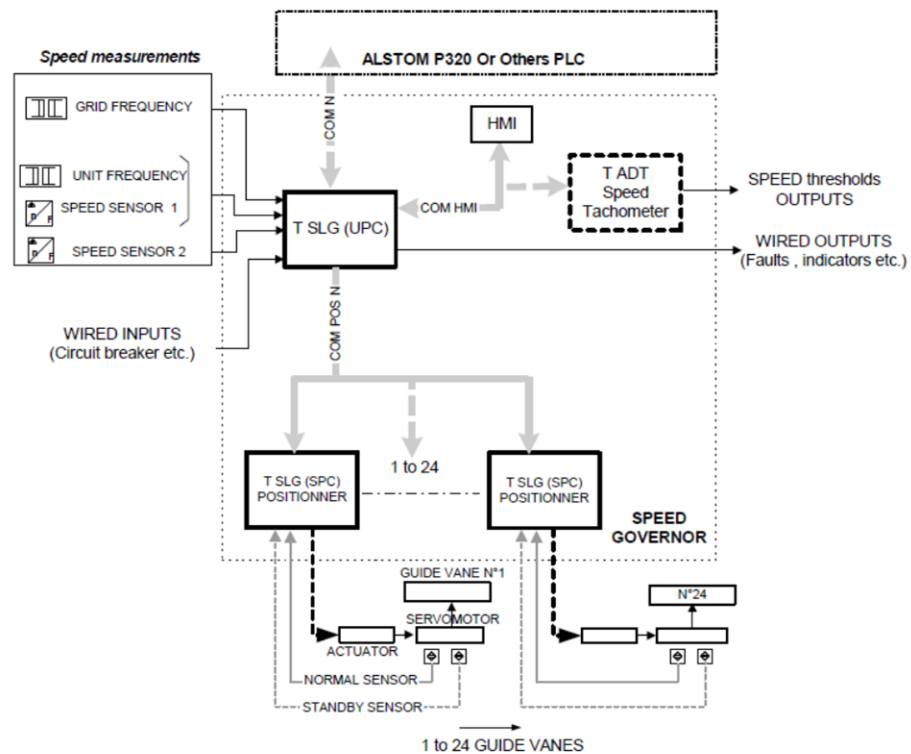 Speed measurements
ALSTOM P320 Or Others PLC
GRID FREQUENCY
COM N
HMI
UNIT FREQUENCY
T ADT
Speed
Tachometer
SPEED thresholds
OUTPUTS
SPEED SENSOR 1
COM HMI
T SLG (UPC)
SPEED SENSOR 2
WIRED OUTPUTS
(Faults , indicators etc.)
WIRED INPUTS
(Circuit breaker etc.)
COM POS N
T SLG (SPC)
POSITIONNER
1 to 24
T SLG (SPC)
POSITIONNER
SPEED
GOVERNOR
GUIDE VANE N°1
N°24
SERVOMOTOR
ACTUATOR
NORMAL SENSOR
STANDBY SENSOR
1 to 24 GUIDE VANES